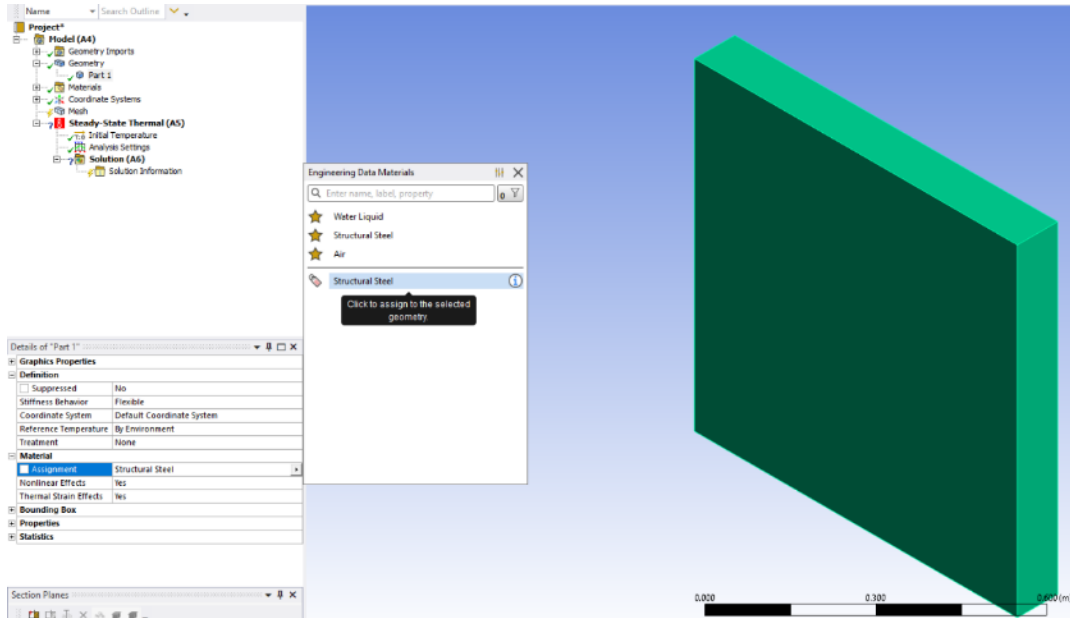 Name Search Outline
Project*
Model (A4)
Geometry Imports
Geometry
Part 1
Materials
Coordinate Systems
Mesh
Steady-State Thermal (A5)
Initial Temperature
Analysis Settings
Solution (A6)
Solution Information
Engineering Data Materials
Enter name, label, property 0
Water Liquid
Structural Steel
Air
Structural Steel
Click to assign to the selected
geometry.
Details of "Part 1"
Graphics Properties
Definition
Suppressed No
Stiffness Behavior Flexible
Coordinate System Default Coordinate System
Reference Temperature By Environment
Treatment None
Material
Assignment Structural Steel
Nonlinear Effects Yes
Thermal Strain Effects Yes
Bounding Box
Properties
Statistics
Section Planes
0.000 0.300 0.600 (m)